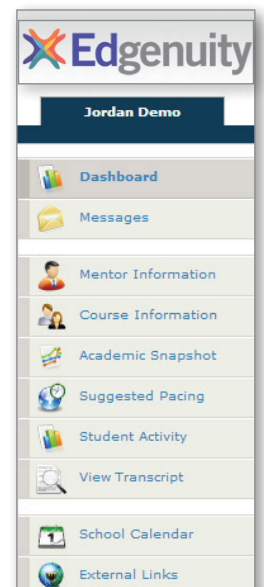 Edgenuity
Jordan Demo
Dashboard
Messages
Mentor Information
Course Information
Academic Snapshot
Suggested Pacing
Student Activity
View Transcript
1
School Calendar
External Links